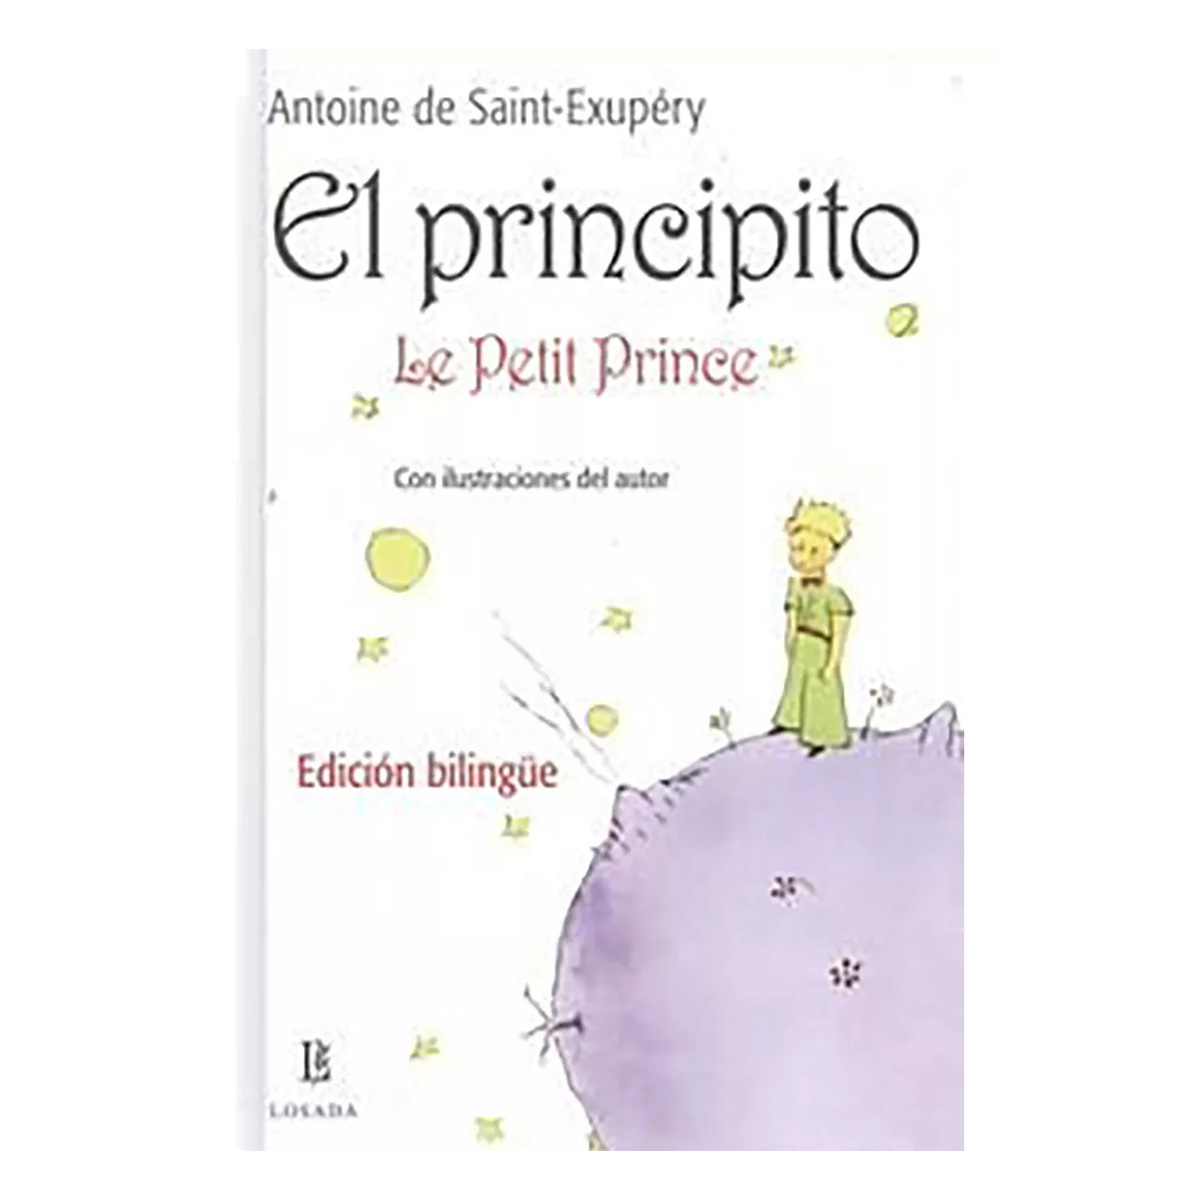 Antoine de Saint-Exupéry
El principito
Le Petit Prince
Con ilustraciones del autor
Edición bilingüe
LOSADA